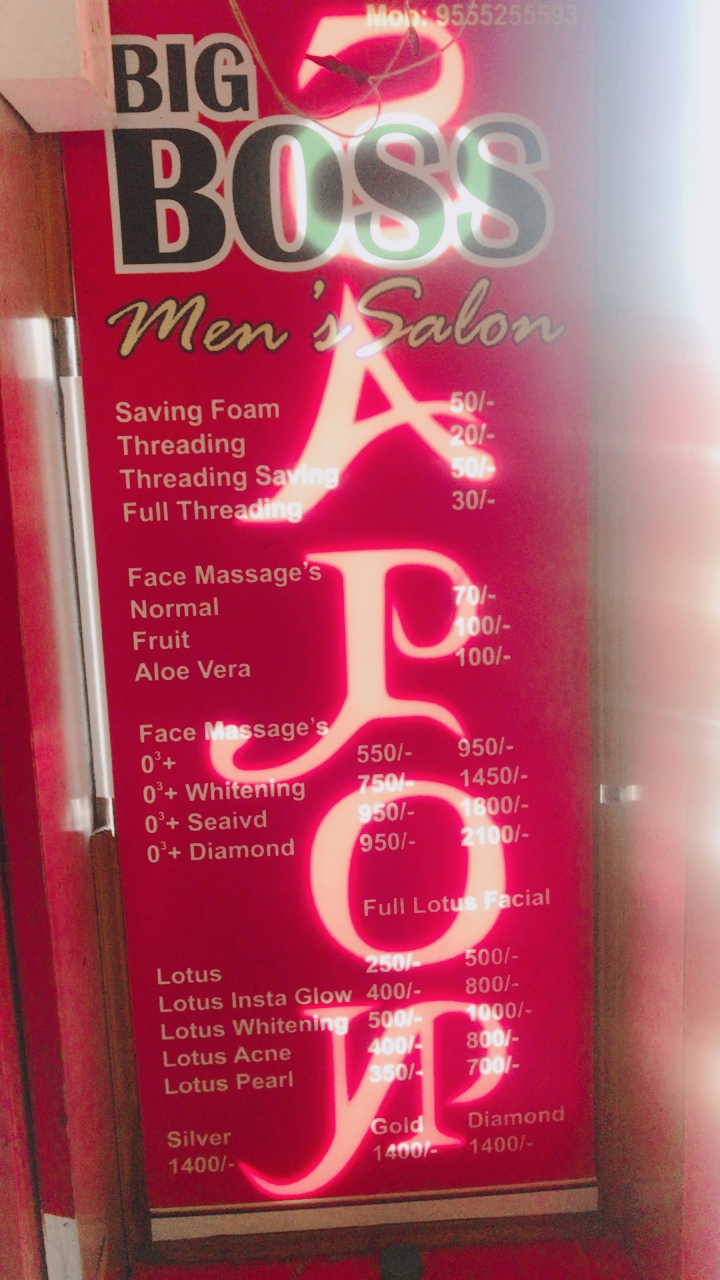 Mob: 9555255593
BIG
BOSS
Men's Salon
Saving Foam 50/-
Threading 20/-
Threading Saving 50/-
Full Threading 30/-
Face Massage's
Normal 70/-
Fruit 100/-
Aloe Vera 100/-
Face Massage's
0³+ 550/- 950/-
0³+ Whitening 750/- 1450/-
0³+ Seaivd 950/- 1800/-
0³+ Diamond 950/- 2100/-
Full Lotus Facial
Lotus 250/- 500/-
Lotus Insta Glow 400/- 800/-
Lotus Whitening 500/- 1000/-
Lotus Acne 400/- 800/-
Lotus Pearl 350/- 700/-
Silver Gold Diamond
1400/- 1400/- 1400/-